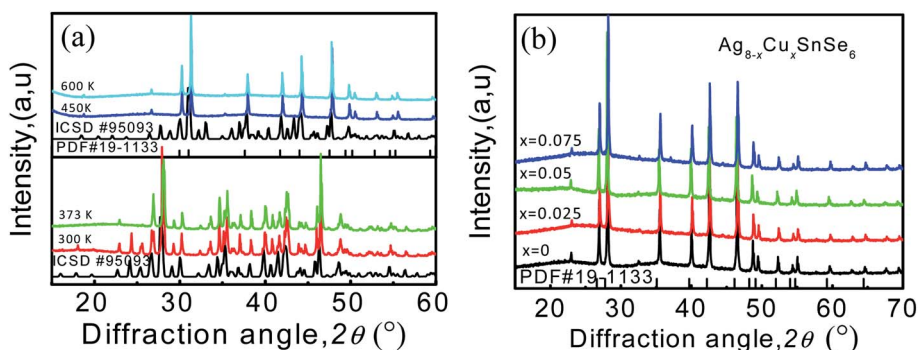 (a)
600 K
450K
ICSD #95093
PDF#19-1133
373 K
300 K
ICSD #95093
20 30 40 50 60
Diffraction angle,2θ (°)
Intensity,(a,u)
(b)
Ag8-xCuxSnSe6
x=0.075
x=0.05
x=0.025
x=0
PDF#19-1133
20 30 40 50 60 70
Diffraction angle,2θ (°)
Intensity,(a,u)